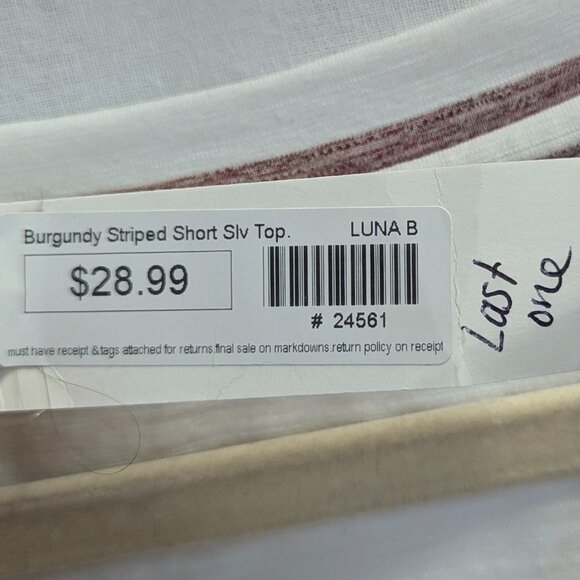 Burgundy Striped Short Slv Top.
LUNA B
$28.99
# 24561
must have receipt &tags attached for returns.final sale on markdowns.return policy on receipt
Last
one